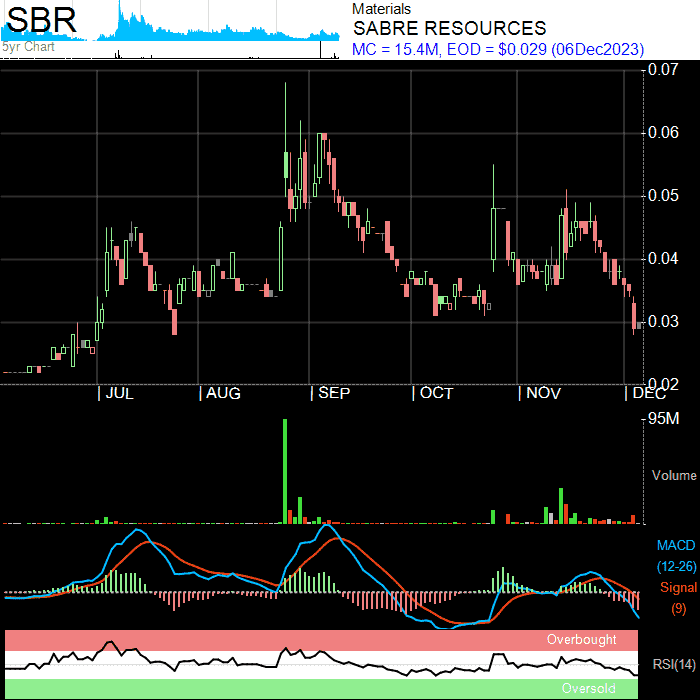 SBR
5yr Chart
Materials
SABRE RESOURCES
MC = 15.4M, EOD = $0.029 (06Dec2023)
0.07
0.06
0.05
0.04
0.03
0.02
JUL
AUG
SEP
OCT
NOV
DEC
95M
Volume
MACD
(12-26)
Signal
(9)
Overbought
RSI(14)
Oversold